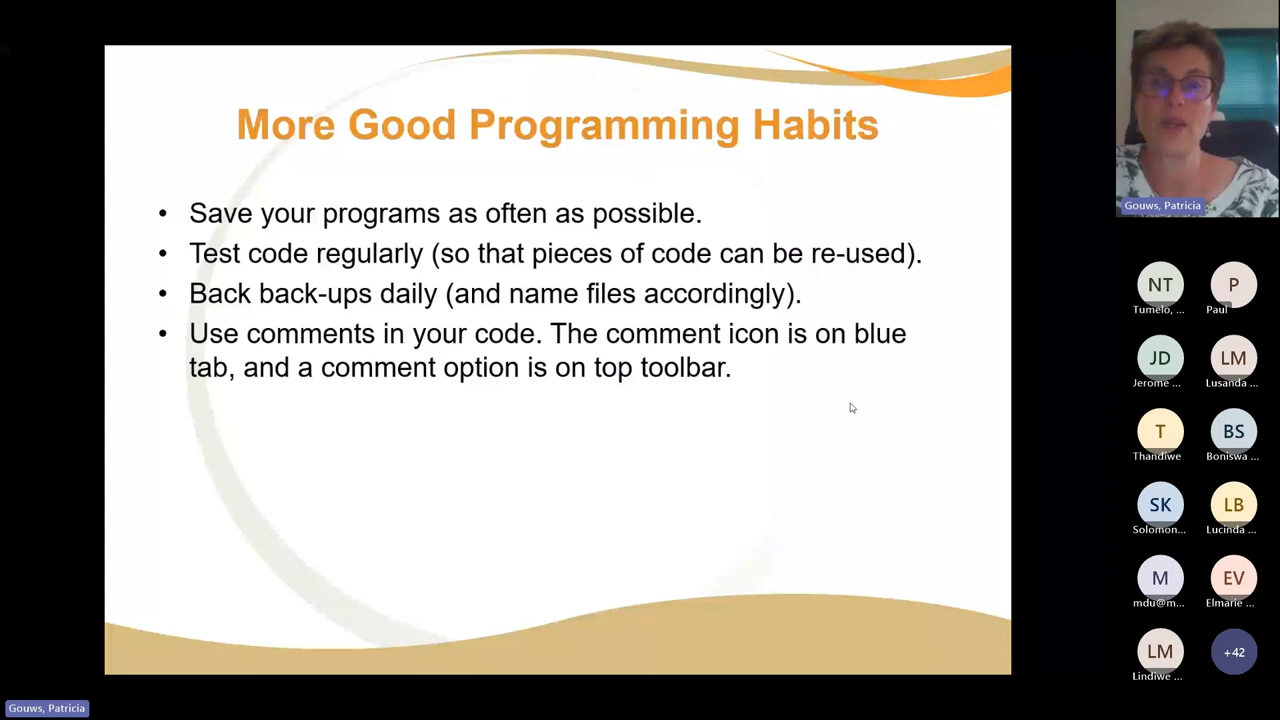 More Good Programming Habits
• Save your programs as often as possible.
• Test code regularly (so that pieces of code can be re-used).
• Back back-ups daily (and name files accordingly).
• Use comments in your code. The comment icon is on blue
tab, and a comment option is on top toolbar.
Gouws, Patricia
NT
Tumelo, ...
P
Paul
JD
Jerome ...
LM
Lusanda ...
T
Thandiwe
BS
Boniswa ...
SK
Solomon...
LB
Lucinda ...
M
mdu@m...
EV
Elmarie ...
LM
Lindiwe ...
+42
Gouws, Patricia